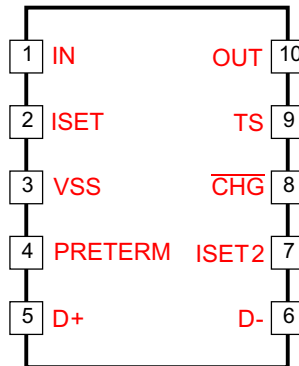 1 IN OUT 10
2 ISET TS 9
3 VSS CHG 8
4 PRETERM ISET2 7
5 D+ D- 6